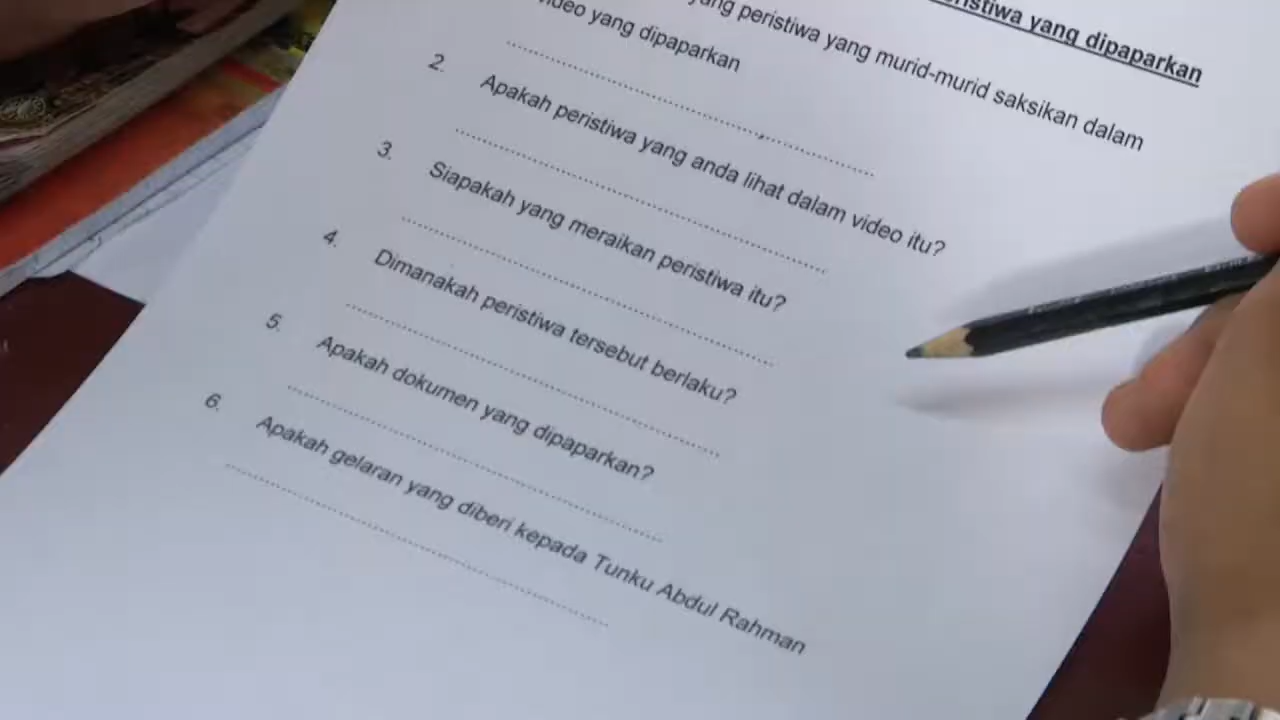 yang dipaparkan
yang peristiwa yang murid-murid saksikan dalam
video yang dipaparkan
2. Apakah peristiwa yang anda lihat dalam video itu?
3. Siapakah yang meraikan peristiwa itu?
4. Dimanakah peristiwa tersebut berlaku?
5. Apakah dokumen yang dipaparkan?
6. Apakah gelaran yang diberi kepada Tunku Abdul Rahman